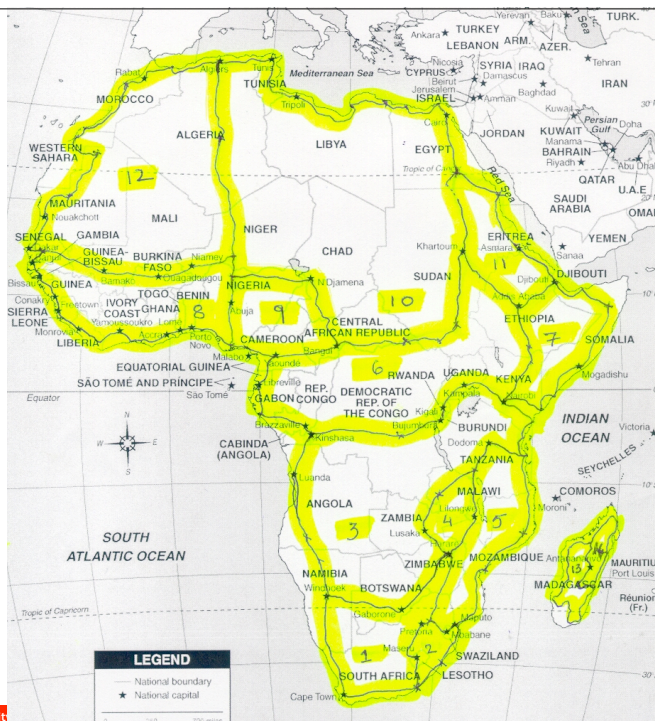 Yerevan
Baku
TURK.
Ankara
TURKEY
ARM.
AZER.
LEBANON
Nicosia
CYPRUS
SYRIA
IRAQ
Tehran
Beirut
Damascus
Jerusalem
Baghdad
IRAN
Amman
ISRAEL
Mediterranean Sea
Rabat
Algiers
Tunis
TUNISIA
Tripoli
MOROCCO
Cairo
JORDAN
Kuwait
KUWAIT
Persian
Gulf
Doha
Manama
BAHRAIN
Riyadh
Abu Dha
ALGERIA
LIBYA
EGYPT
WESTERN
SAHARA
Tropic of Can
Red Sea
QATAR
U.A.E
SAUDI
ARABIA
OMA
12
MAURITANIA
Nouakchott
MALI
NIGER
CHAD
Khartoum
SUDAN
ERITREA
Asmara
YEMEN
Sanaa
SENEGAL
GAMBIA
GUINEA-
BISSAU
BURKINA
FASO
Niamey
Bamako
Ouagadougou
NIGERIA
N'Djamena
11
Djibouti
DJIBOUTI
Bissau
GUINEA
Conakry
Freetown
SIERRA
LEONE
IVORY
COAST
TOGO
BENIN
GHANA
8
Abuja
9
10
Addis Ababa
ETHIOPIA
Yamoussoukro
Lomé
Monrovia
LIBERIA
Accra
Porto
Novo
CAMEROON
CENTRAL
AFRICAN REPUBLIC
7
SOMALIA
Malabo
Yaoundé
Bangui
EQUATORIAL GUINEA
6
SÃO TOMÉ AND PRÍNCIPE
São Tomé
Libreville
GABON
REP.
CONGO
DEMOCRATIC
REP. OF
THE CONGO
RWANDA
UGANDA
Kampala
KENYA
Nairobi
Mogadishu
Equator
Kigali
Bujumbura
BURUNDI
INDIAN
OCEAN
Brazzaville
Kinshasa
CABINDA
(ANGOLA)
Dodoma
TANZANIA
Victoria
SEYCHELLES
N
W
E
S
Luanda
ANGOLA
MALAWI
Lilongwe
COMOROS
Moroni
SOUTH
ATLANTIC OCEAN
3
ZAMBIA
Lusaka
4
5
Harare
ZIMBABWE
MOZAMBIQUE
Antananarivo
14
13
MAURITIU
Port Louis
MADAGASCAR
Réunion
(Fr.)
NAMIBIA
Windhoek
BOTSWANA
Gaborone
Tropic of Capricorn
Pretoria
Maputo
Mbabane
Maseru
1
2
SWAZILAND
SOUTH AFRICA
LESOTHO
Cape Town
LEGEND
National boundary
National capital